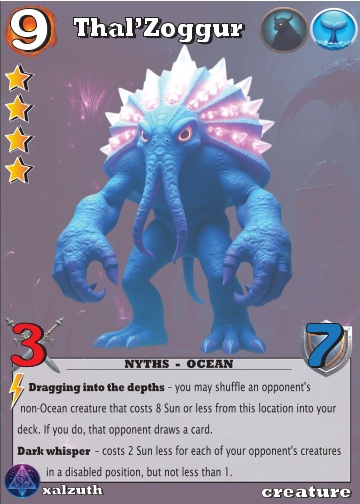 9 Thal'Zoggur
3
7
NYTHS - OCEAN
Dragging into the depths - you may shuffle an opponent's
non-Ocean creature that costs 8 Sun or less from this location into your
deck. If you do, that opponent draws a card.
Dark whisper - costs 2 Sun less for each of your opponent's creatures
in a disabled position, but not less than 1.
xalzuth
creature